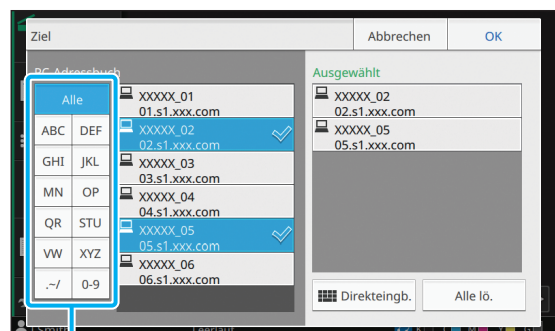 Ziel
Abbrechen
OK
PC Adressbuch
Ausgewählt
Alle
ABC DEF
GHI JKL
MN OP
QR STU
VW XYZ
.~/ 0-9
XXXXX_01
01.s1.xxx.com
XXXXX_02
02.s1.xxx.com
XXXXX_03
03.s1.xxx.com
XXXXX_04
04.s1.xxx.com
XXXXX_05
05.s1.xxx.com
XXXXX_06
06.s1.xxx.com
XXXXX_02
02.s1.xxx.com
XXXXX_05
05.s1.xxx.com
Direkteingb.
Alle lö.